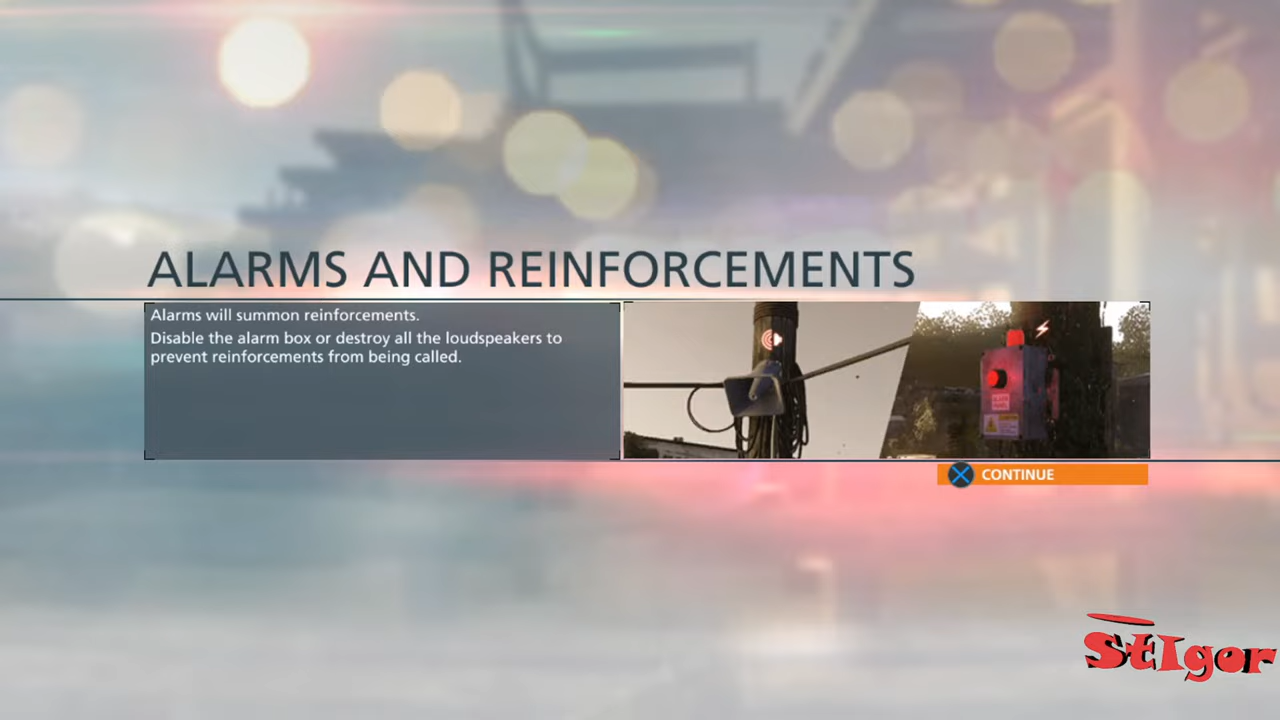 ALARMS AND REINFORCEMENTS
Alarms will summon reinforcements.
Disable the alarm box or destroy all the loudspeakers to
prevent reinforcements from being called.
CONTINUE
StIgor